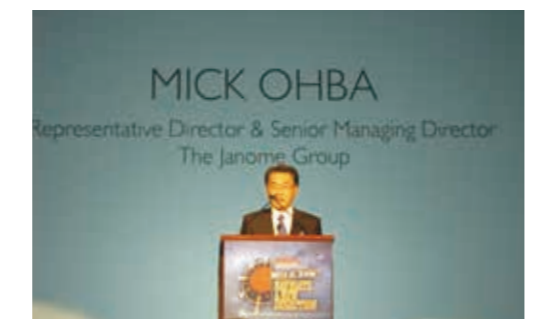 MICK OHBA
Representative Director & Senior Managing Director
The Janome Group